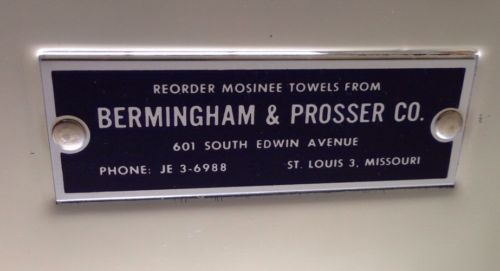 REORDER MOSINEE TOWELS FROM
BERMINGHAM & PROSSER CO.
601 SOUTH EDWIN AVENUE
PHONE: JE 3-6988 ST. LOUIS 3, MISSOURI